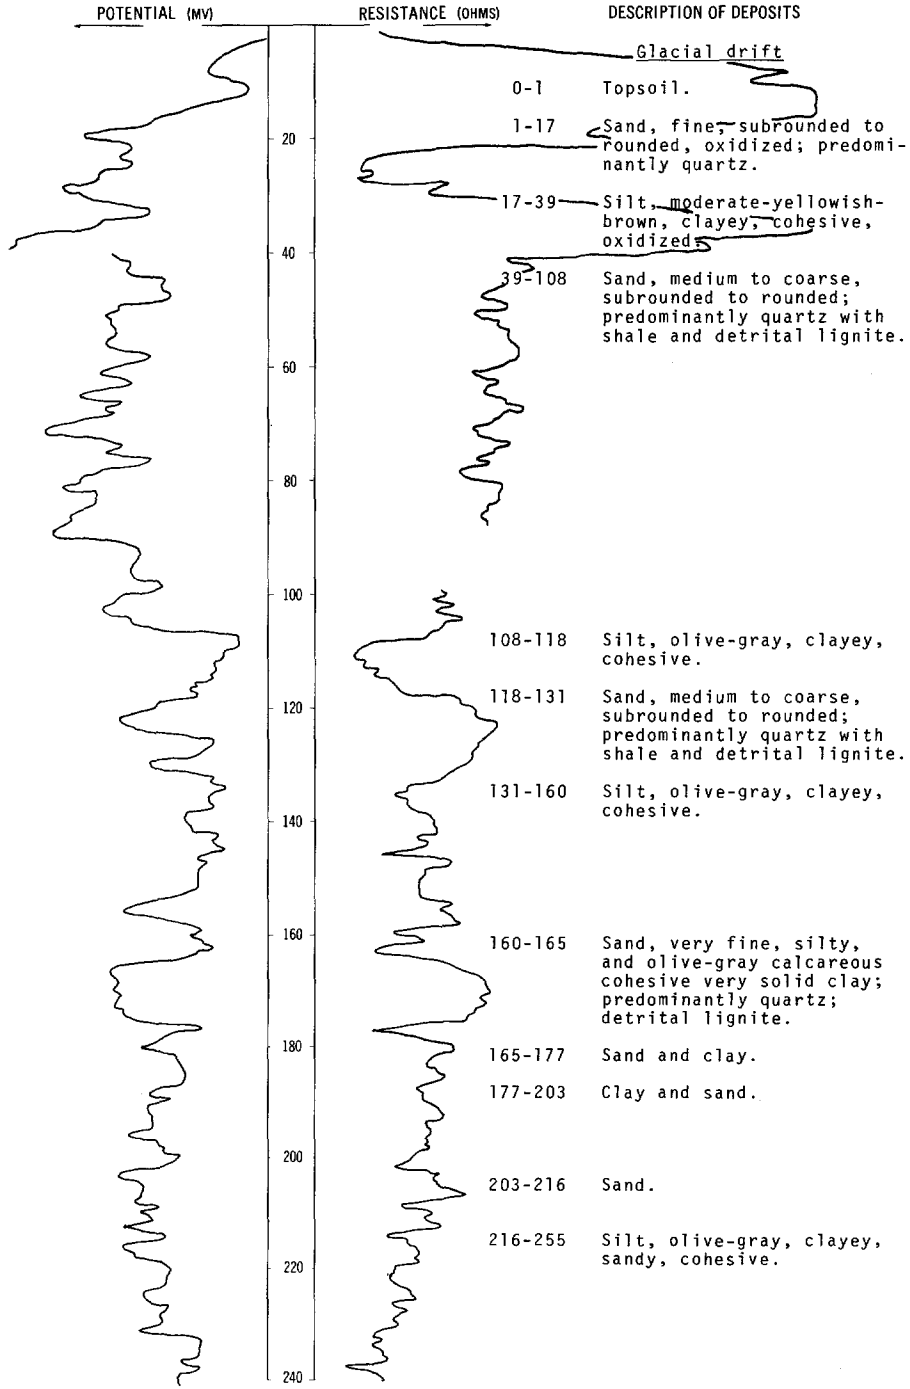 POTENTIAL (MV)
RESISTANCE (OHMS)
DESCRIPTION OF DEPOSITS
Glacial drift
0-1 Topsoil.
1-17 Sand, fine, subrounded to
rounded, oxidized; predomi-
nantly quartz.
17-39 Silt, moderate-yellowish-
brown, clayey, cohesive,
oxidized.
39-108 Sand, medium to coarse,
subrounded to rounded;
predominantly quartz with
shale and detrital lignite.
108-118 Silt, olive-gray, clayey,
cohesive.
118-131 Sand, medium to coarse,
subrounded to rounded;
predominantly quartz with
shale and detrital lignite.
131-160 Silt, olive-gray, clayey,
cohesive.
160-165 Sand, very fine, silty,
and olive-gray calcareous
cohesive very solid clay;
predominantly quartz;
detrital lignite.
165-177 Sand and clay.
177-203 Clay and sand.
203-216 Sand.
216-255 Silt, olive-gray, clayey,
sandy, cohesive.
20
40
60
80
100
120
140
160
180
200
220
240